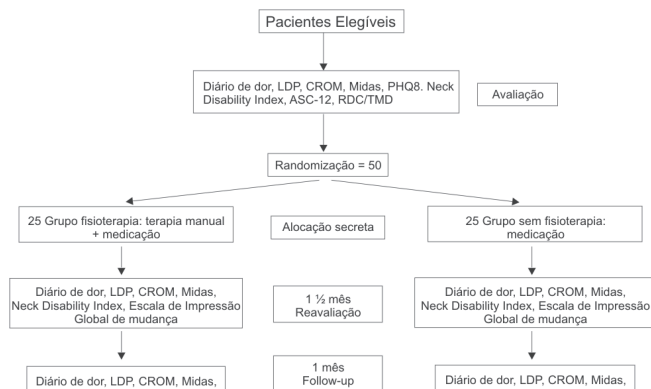 Pacientes Elegíveis
Diário de dor, LDP, CROM, Midas, PHQ8. Neck
Disability Index, ASC-12, RDC/TMD
Avaliação
Randomização = 50
25 Grupo fisioterapia: terapia manual
+ medicação
Alocação secreta
25 Grupo sem fisioterapia:
medicação
Diário de dor, LDP, CROM, Midas,
Neck Disability Index, Escala de Impressão
Global de mudança
1 ½ mês
Reavaliação
Diário de dor, LDP, CROM, Midas,
Neck Disability Index, Escala de Impressão
Global de mudança
Diário de dor, LDP, CROM, Midas,
1 mês
Follow-up
Diário de dor, LDP, CROM, Midas,